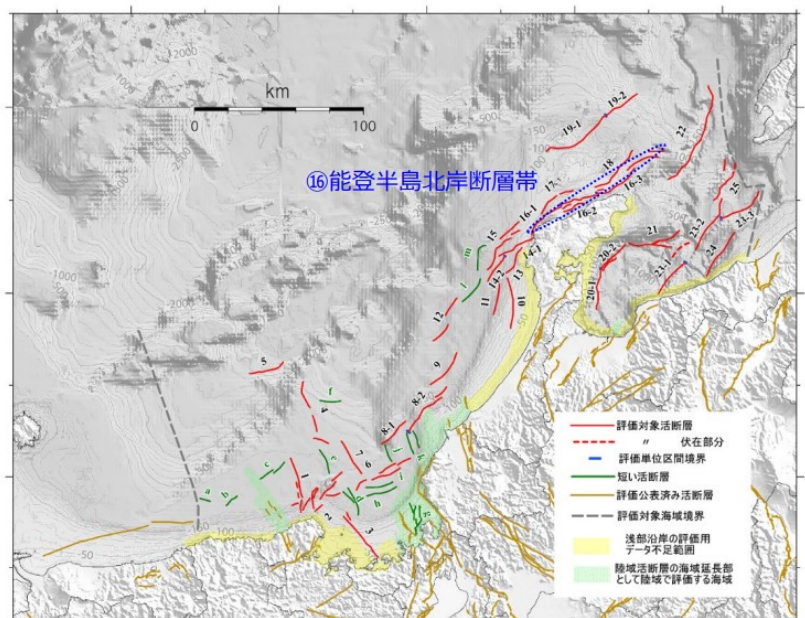 km
0
100
⑯能登半島北岸断層帯
19-2
19-1
22
18
17
16-3
16-1
16-2
15
14-1
14-2
13
m
l
11
10
12
25
23-3
23-2
21
20-2
24
23-1
20-1
9
5
8-2
8-1
f
4
7
6
e
c
1
a
b
2
3
評価対象活断層
〃 伏在部分
評価単位区間境界
短い活断層
評価公表済み活断層
評価対象海域境界
浅部沿岸の評価用
データ不足範囲
陸域活断層の海域延長部
として陸域で評価する海域